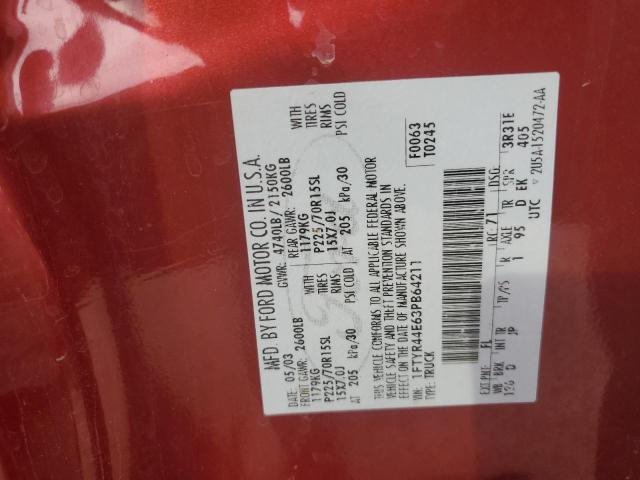 MFD. BY FORD MOTOR CO. IN U.S.A.
DATE: 05/03 GVWR: 4740LB/ 2150KG
FRONT GAWR: 2600LB REAR GAWR: 2600LB
1179KG WITH 1179KG WITH
P225/70R15SL TIRES P225/70R15SL TIRES
15X7.0J RIMS 15X7.0J RIMS
AT 205 kPa/30 PSI COLD AT 205 kPa/30 PSI COLD
THIS VEHICLE CONFORMS TO ALL APPLICABLE FEDERAL MOTOR
VEHICLE SAFETY AND THEFT PREVENTION STANDARDS IN
EFFECT ON THE DATE OF MANUFACTURE SHOWN ABOVE.
VIN: 1FTYR44E63PB64211 F0063
TYPE: TRUCK T0245
EXT PNT: FL RC: 71 DSO:
WB BRK INT TR TP/PS R AXLE TR SPR 3R31E
126 D JP 1 95 D EK 405
UTC 2U5A-1520472-AA